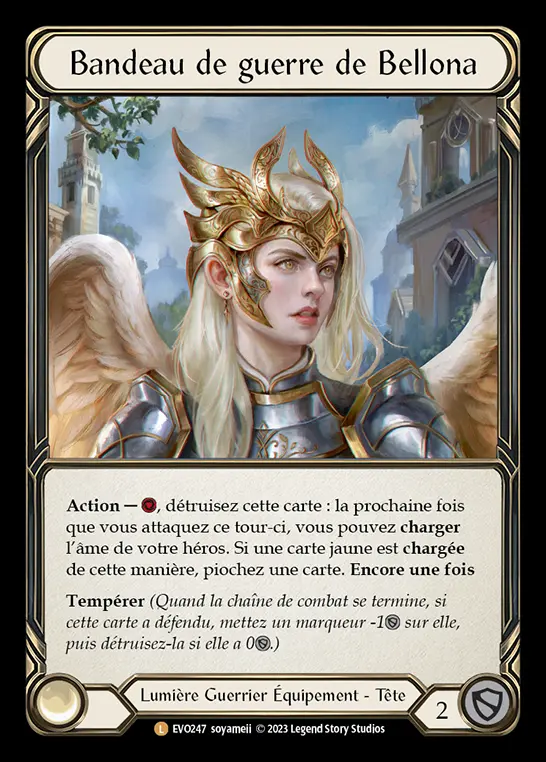 Bandeau de guerre de Bellona
Action — , détruisez cette carte : la prochaine fois
que vous attaquez ce tour-ci, vous pouvez charger
l'âme de votre héros. Si une carte jaune est chargée
de cette manière, piochez une carte. Encore une fois
Tempérer (Quand la chaîne de combat se termine, si
cette carte a défendu, mettez un marqueur -1 sur elle,
puis détruisez-la si elle a 0.)
Lumière Guerrier Équipement - Tête
2
L EVO247 soyameii © 2023 Legend Story Studios